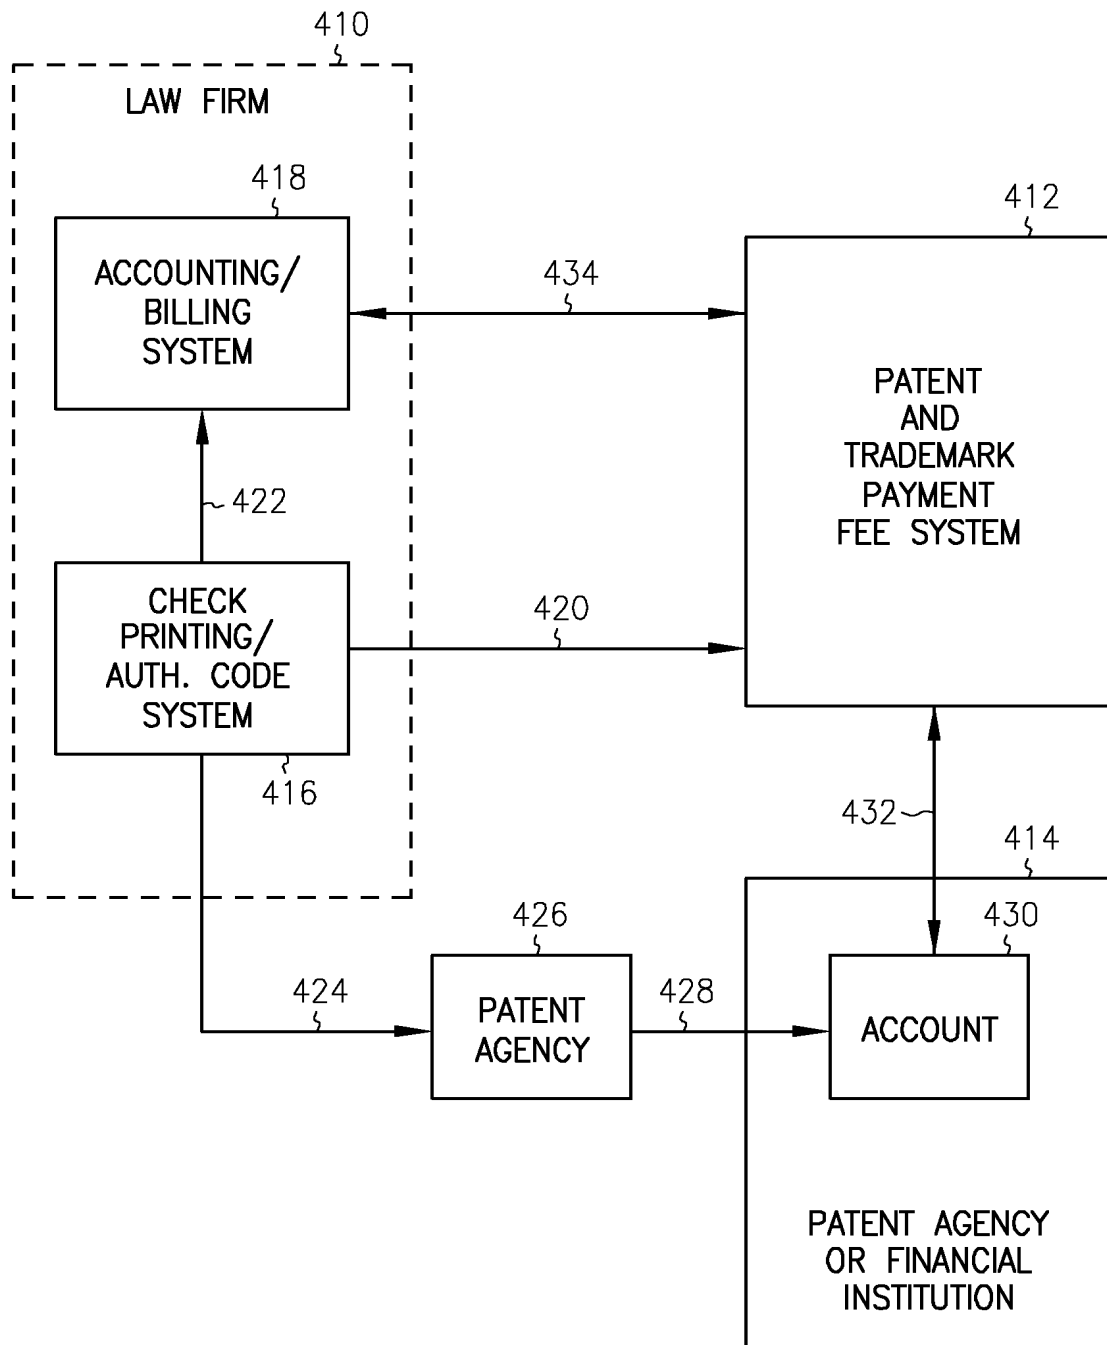 410
LAW FIRM
418
ACCOUNTING/
BILLING
SYSTEM
434
412
PATENT
AND
TRADEMARK
PAYMENT
FEE SYSTEM
422
CHECK
PRINTING/
AUTH. CODE
SYSTEM
416
420
432
414
424
426
PATENT
AGENCY
428
430
ACCOUNT
PATENT AGENCY
OR FINANCIAL
INSTITUTION